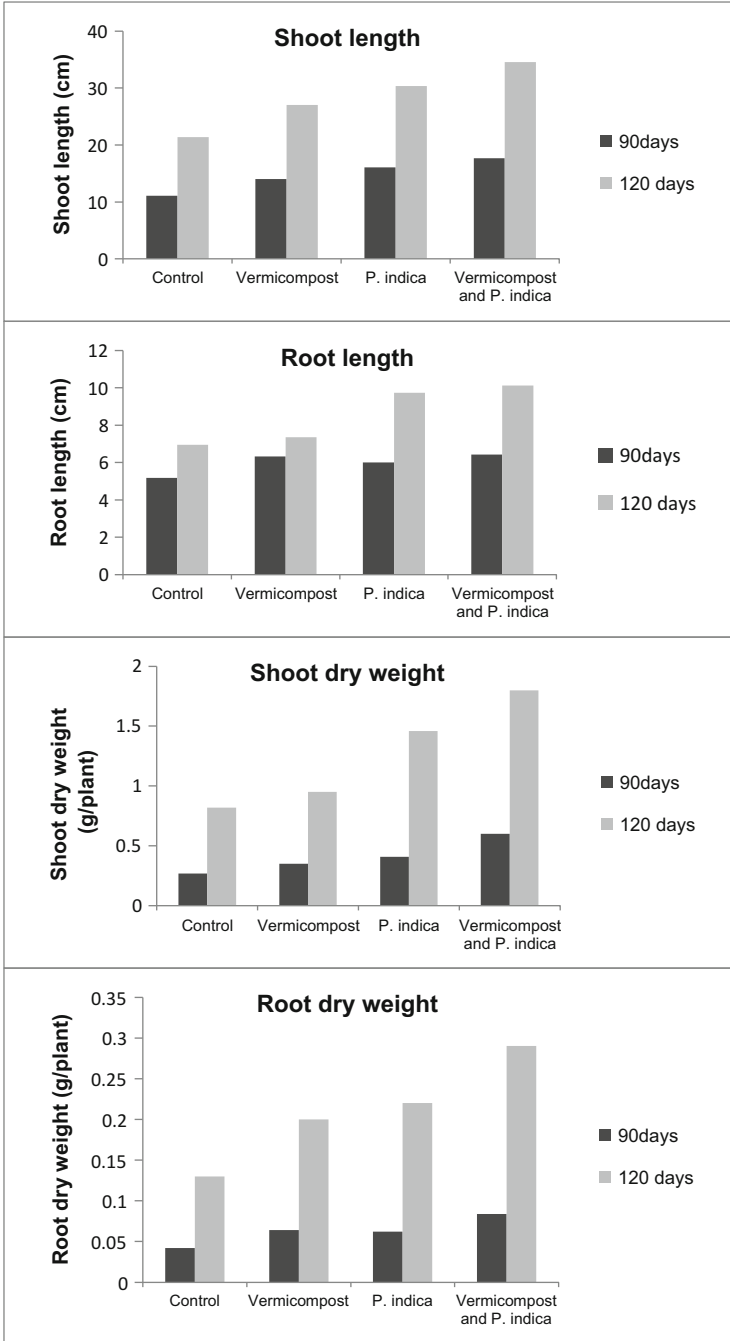 Shoot length
Shoot length (cm)
40
30
20
10
0
Control
Vermicompost
P. indica
Vermicompost
and P. indica
90days
120 days
Root length
Root length (cm)
12
10
8
6
4
2
0
Control
Vermicompost
P. indica
Vermicompost
and P. indica
90days
120 days
Shoot dry weight
Shoot dry weight
(g/plant)
2
1.5
1
0.5
0
Control
Vermicompost
P. indica
Vermicompost
and P. indica
90days
120 days
Root dry weight
Root dry weight (g/plant)
0.35
0.3
0.25
0.2
0.15
0.1
0.05
0
Control
Vermicompost
P. indica
Vermicompost
and P. indica
90days
120 days